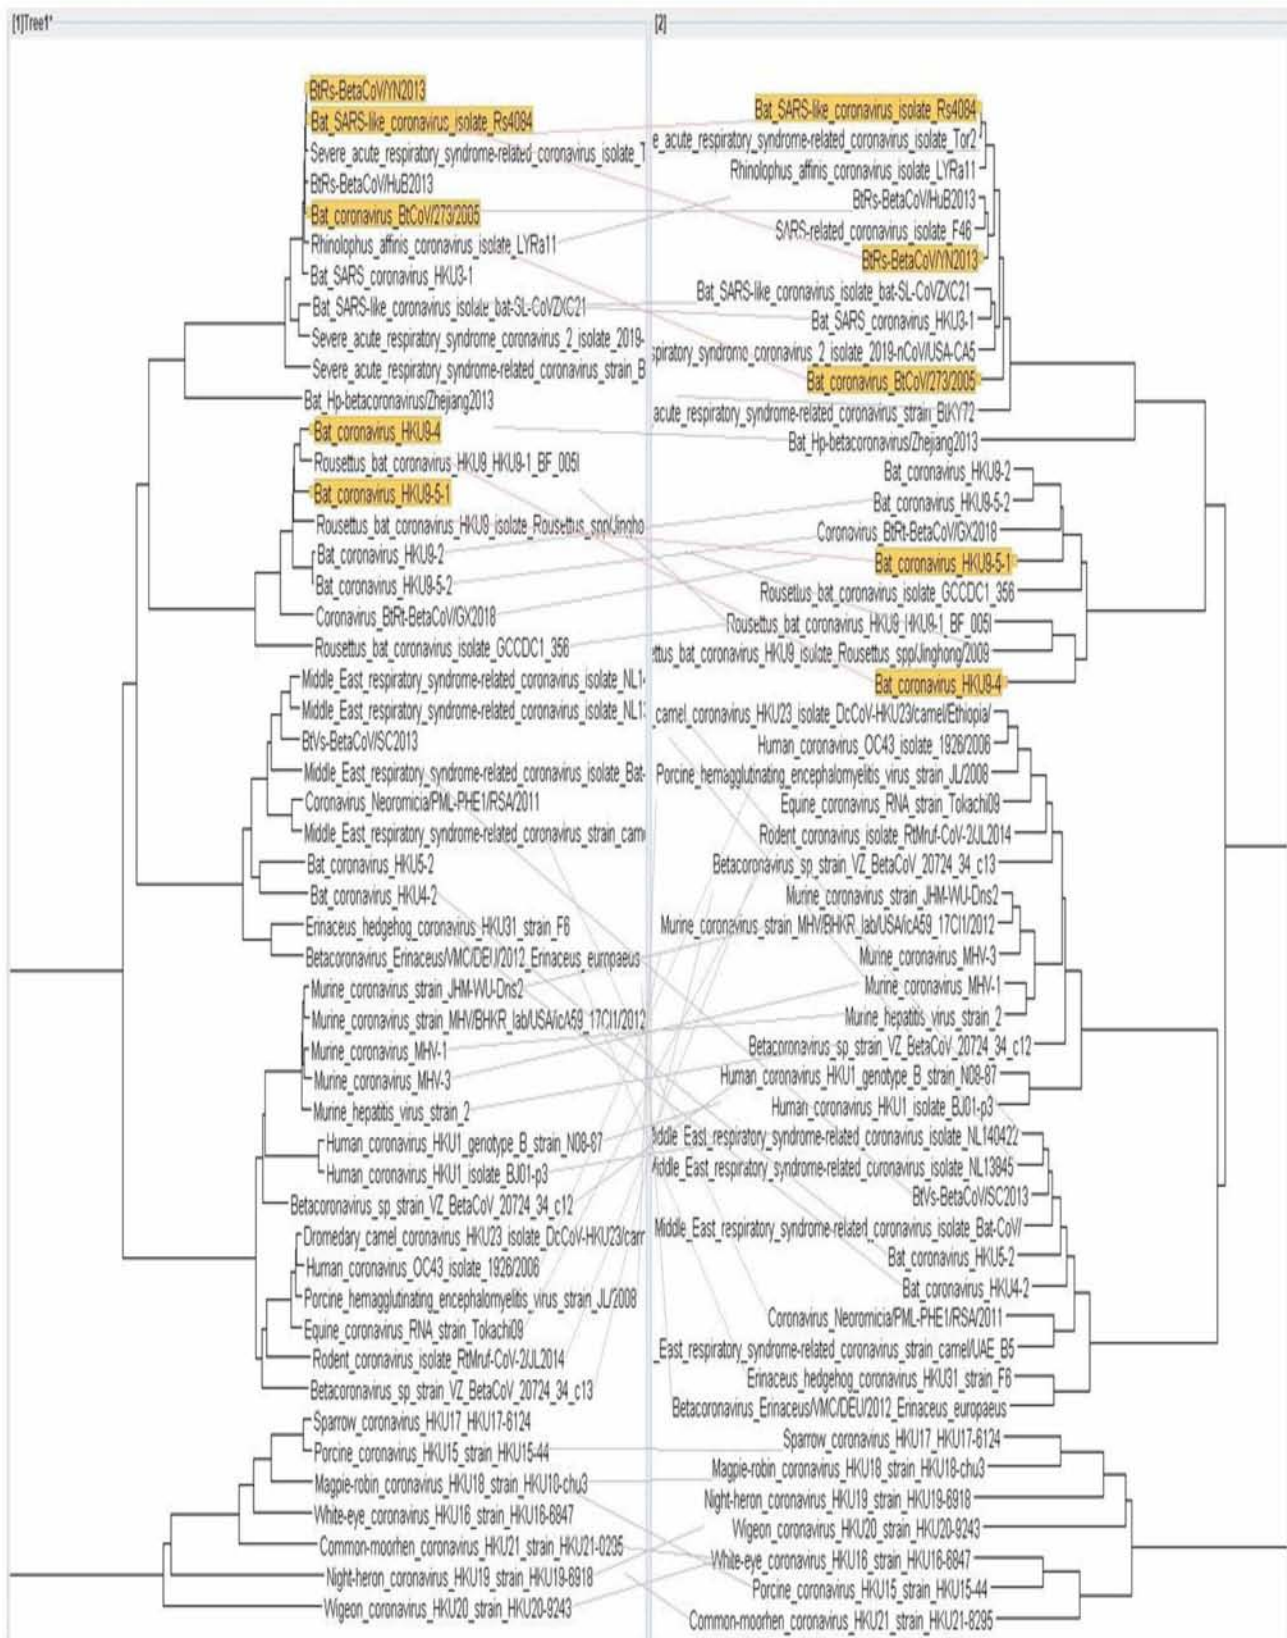 [1]Tree1*
BtRs-BetaCoV/YN2013
Bat_SARS-like_coronavirus_isolate_Rs4084
Severe_acute_respiratory_syndrome-related_coronavirus_isolate_T
BtRs-BetaCoV/HuB2013
Bat_coronavirus_BtCoV/273/2005
Rhinolophus_affinis_coronavirus_isolate_LYRa11
Bat_SARS_coronavirus_HKU3-1
Bat_SARS-like_coronavirus_isolate_bat-SL-CoVZXC21
Severe_acute_respiratory_syndrome_coronavirus_2_isolate_2019-
Severe_acute_respiratory_syndrome-related_coronavirus_strain_B
Bat_Hp-betacoronavirus/Zhejiang2013
Bat_coronavirus_HKU9-4
Rousettus_bat_coronavirus_HKU9_HKU9-1_BF_005I
Bat_coronavirus_HKU9-5-1
Rousettus_bat_coronavirus_HKU9_isolate_Rousettus_spp/Jingho
Bat_coronavirus_HKU9-2
Bat_coronavirus_HKU9-5-2
Coronavirus_BtRt-BetaCoV/GX2018
Rousettus_bat_coronavirus_isolate_GCCDC1_356
Middle_East_respiratory_syndrome-related_coronavirus_isolate_NL14
Middle_East_respiratory_syndrome-related_coronavirus_isolate_NL13
BtVs-BetaCoV/SC2013
Middle_East_respiratory_syndrome-related_coronavirus_isolate_Bat-
Coronavirus_Neoromicia/PML-PHE1/RSA/2011
Middle_East_respiratory_syndrome-related_coronavirus_strain_came
Bat_coronavirus_HKU5-2
Bat_coronavirus_HKU4-2
Erinaceus_hedgehog_coronavirus_HKU31_strain_F6
Betacoronavirus_Erinaceus/VMC/DEU/2012_Erinaceus_europaeus
Murine_coronavirus_strain_JHM-WU-Dns2
Murine_coronavirus_strain_MHV/BHKR_lab/USA/icA59_17Cl1/2012
Murine_coronavirus_MHV-1
Murine_coronavirus_MHV-3
Murine_hepatitis_virus_strain_2
Human_coronavirus_HKU1_genotype_B_strain_N08-87
Human_coronavirus_HKU1_isolate_BJ01-p3
Betacoronavirus_sp_strain_VZ_BetaCoV_20724_34_c12
Dromedary_camel_coronavirus_HKU23_isolate_DcCoV-HKU23/cam
Human_coronavirus_OC43_isolate_1926/2006
Porcine_hemagglutinating_encephalomyelitis_virus_strain_JL/2008
Equine_coronavirus_RNA_strain_Tokachi09
Rodent_coronavirus_isolate_RtMruf-CoV-2/JL2014
Betacoronavirus_sp_strain_VZ_BetaCoV_20724_34_c13
Sparrow_coronavirus_HKU17_HKU17-6124
Porcine_coronavirus_HKU15_strain_HKU15-44
Magpie-robin_coronavirus_HKU18_strain_HKU18-chu3
White-eye_coronavirus_HKU16_strain_HKU16-6847
Common-moorhen_coronavirus_HKU21_strain_HKU21-8295
Night-heron_coronavirus_HKU19_strain_HKU19-6918
Wigeon_coronavirus_HKU20_strain_HKU20-9243
[2]
Bat_SARS-like_coronavirus_isolate_Rs4084
e_acute_respiratory_syndrome-related_coronavirus_isolate_Tor2
Rhinolophus_affinis_coronavirus_isolate_LYRa11
BtRs-BetaCoV/HuB2013
SARS-related_coronavirus_isolate_F46
BtRs-BetaCoV/YN2013
Bat_SARS-like_coronavirus_isolate_bat-SL-CoVZXC21
Bat_SARS_coronavirus_HKU3-1
spiratory_syndrome_coronavirus_2_isolate_2019-nCoV/USA-CA5
Bat_coronavirus_BtCoV/273/2005
acute_respiratory_syndrome-related_coronavirus_strain_BtKY72
Bat_Hp-betacoronavirus/Zhejiang2013
Bat_coronavirus_HKU9-2
Bat_coronavirus_HKU9-5-2
Coronavirus_BtRt-BetaCoV/GX2018
Bat_coronavirus_HKU9-5-1
Rousettus_bat_coronavirus_isolate_GCCDC1_356
Rousettus_bat_coronavirus_HKU9_HKU9-1_BF_005I
ettus_bat_coronavirus_HKU9_isolate_Rousettus_spp/Jinghong/2009
Bat_coronavirus_HKU9-4
_camel_coronavirus_HKU23_isolate_DcCoV-HKU23/camel/Ethiopia/
Human_coronavirus_OC43_isolate_1926/2006
Porcine_hemagglutinating_encephalomyelitis_virus_strain_JL/2008
Equine_coronavirus_RNA_strain_Tokachi09
Rodent_coronavirus_isolate_RtMruf-CoV-2/JL2014
Betacoronavirus_sp_strain_VZ_BetaCoV_20724_34_c13
Murine_coronavirus_strain_JHM-WU-Dns2
Murine_coronavirus_strain_MHV/BHKR_lab/USA/icA59_17Cl1/2012
Murine_coronavirus_MHV-3
Murine_coronavirus_MHV-1
Murine_hepatitis_virus_strain_2
Betacoronavirus_sp_strain_VZ_BetaCoV_20724_34_c12
Human_coronavirus_HKU1_genotype_B_strain_N08-87
Human_coronavirus_HKU1_isolate_BJ01-p3
Middle_East_respiratory_syndrome-related_coronavirus_isolate_NL140422
Middle_East_respiratory_syndrome-related_coronavirus_isolate_NL13845
BtVs-BetaCoV/SC2013
Middle_East_respiratory_syndrome-related_coronavirus_isolate_Bat-CoV/
Bat_coronavirus_HKU5-2
Bat_coronavirus_HKU4-2
Coronavirus_Neoromicia/PML-PHE1/RSA/2011
_East_respiratory_syndrome-related_coronavirus_strain_camel/UAE_B5
Erinaceus_hedgehog_coronavirus_HKU31_strain_F6
Betacoronavirus_Erinaceus/VMC/DEU/2012_Erinaceus_europaeus
Sparrow_coronavirus_HKU17_HKU17-6124
Magpie-robin_coronavirus_HKU18_strain_HKU18-chu3
Night-heron_coronavirus_HKU19_strain_HKU19-6918
Wigeon_coronavirus_HKU20_strain_HKU20-9243
White-eye_coronavirus_HKU16_strain_HKU16-6847
Porcine_coronavirus_HKU15_strain_HKU15-44
Common-moorhen_coronavirus_HKU21_strain_HKU21-8295